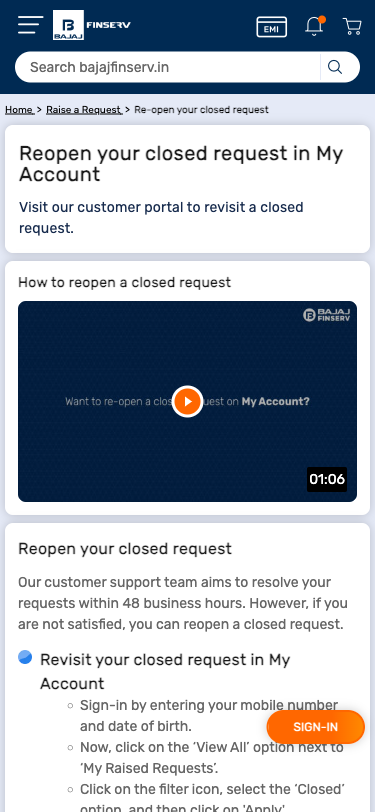 BAJAJ
FINSERV
EMI
Search bajajfinserv.in
Home > Raise a Request > Re-open your closed request
Reopen your closed request in My
Account
Visit our customer portal to revisit a closed
request.
How to reopen a closed request
BAJAJ
FINSERV
Want to re-open a clos uest on My Account?
01:06
Reopen your closed request
Our customer support team aims to resolve your
requests within 48 business hours. However, if you
are not satisfied, you can reopen a closed request.
Revisit your closed request in My
Account
Sign-in by entering your mobile number
and date of birth.
SIGN-IN
Now, click on the ‘View All’ option next to
‘My Raised Requests’.
Click on the filter icon, select the ‘Closed’
option, and then click on ‘Apply’.